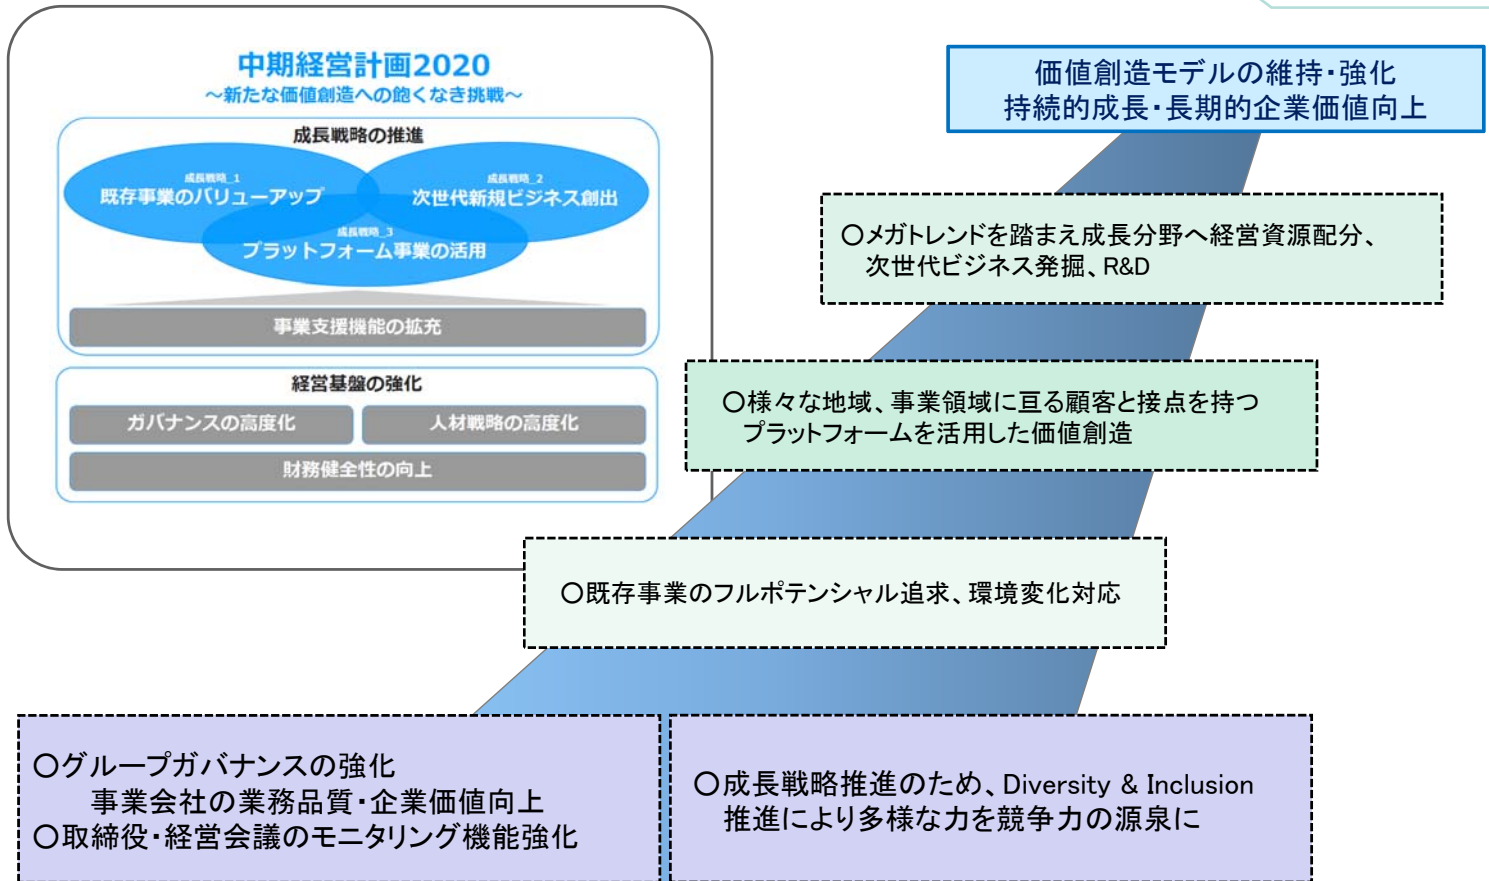 中期経営計画2020
～新たな価値創造への飽くなき挑戦～
成長戦略の推進
成長戦略_1
既存事業のバリューアップ
成長戦略_2
次世代新規ビジネス創出
成長戦略_3
プラットフォーム事業の活用
事業支援機能の拡充
経営基盤の強化
ガバナンスの高度化
人材戦略の高度化
財務健全性の向上
価値創造モデルの維持・強化
持続的成長・長期的企業価値向上
〇メガトレンドを踏まえ成長分野へ経営資源配分、
次世代ビジネス発掘、R&D
〇様々な地域、事業領域に亘る顧客と接点を持つ
プラットフォームを活用した価値創造
〇既存事業のフルポテンシャル追求、環境変化対応
〇グループガバナンスの強化
事業会社の業務品質・企業価値向上
〇取締役・経営会議のモニタリング機能強化
〇成長戦略推進のため、Diversity & Inclusion
推進により多様な力を競争力の源泉に